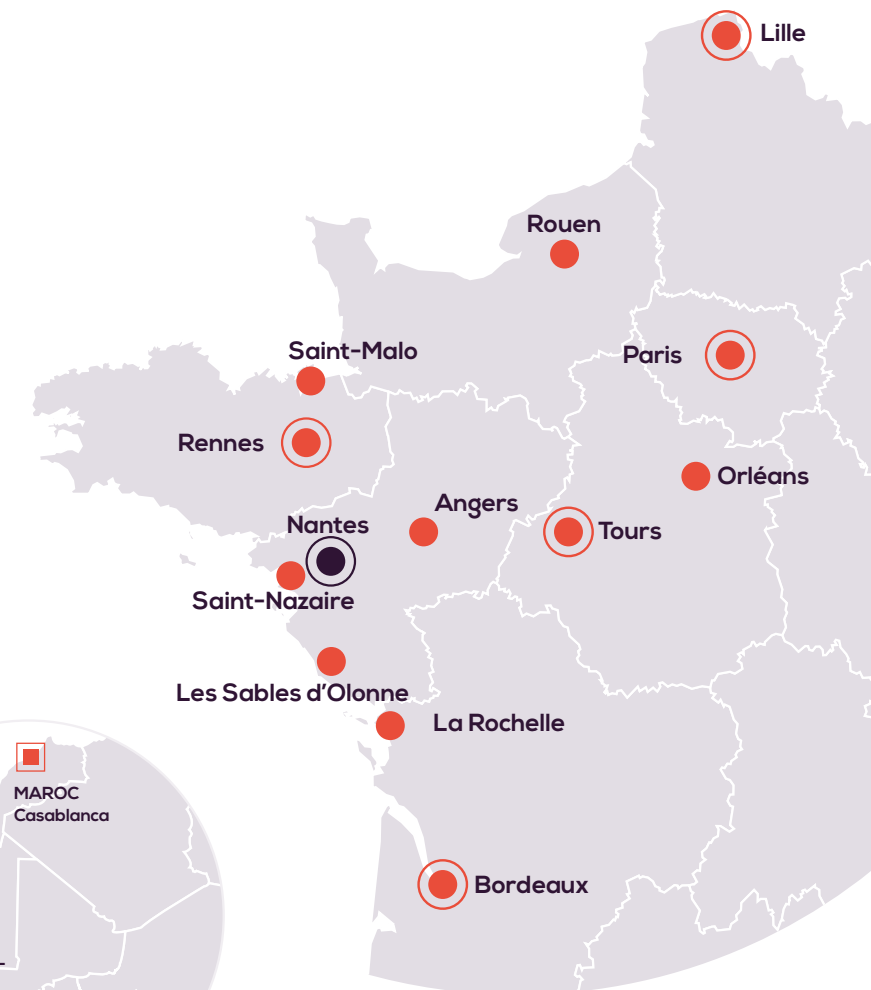 Lille
Rouen
Saint-Malo
Paris
Rennes
Orléans
Angers
Nantes
Tours
Saint-Nazaire
Les Sables d'Olonne
La Rochelle
MAROC
Casablanca
Bordeaux